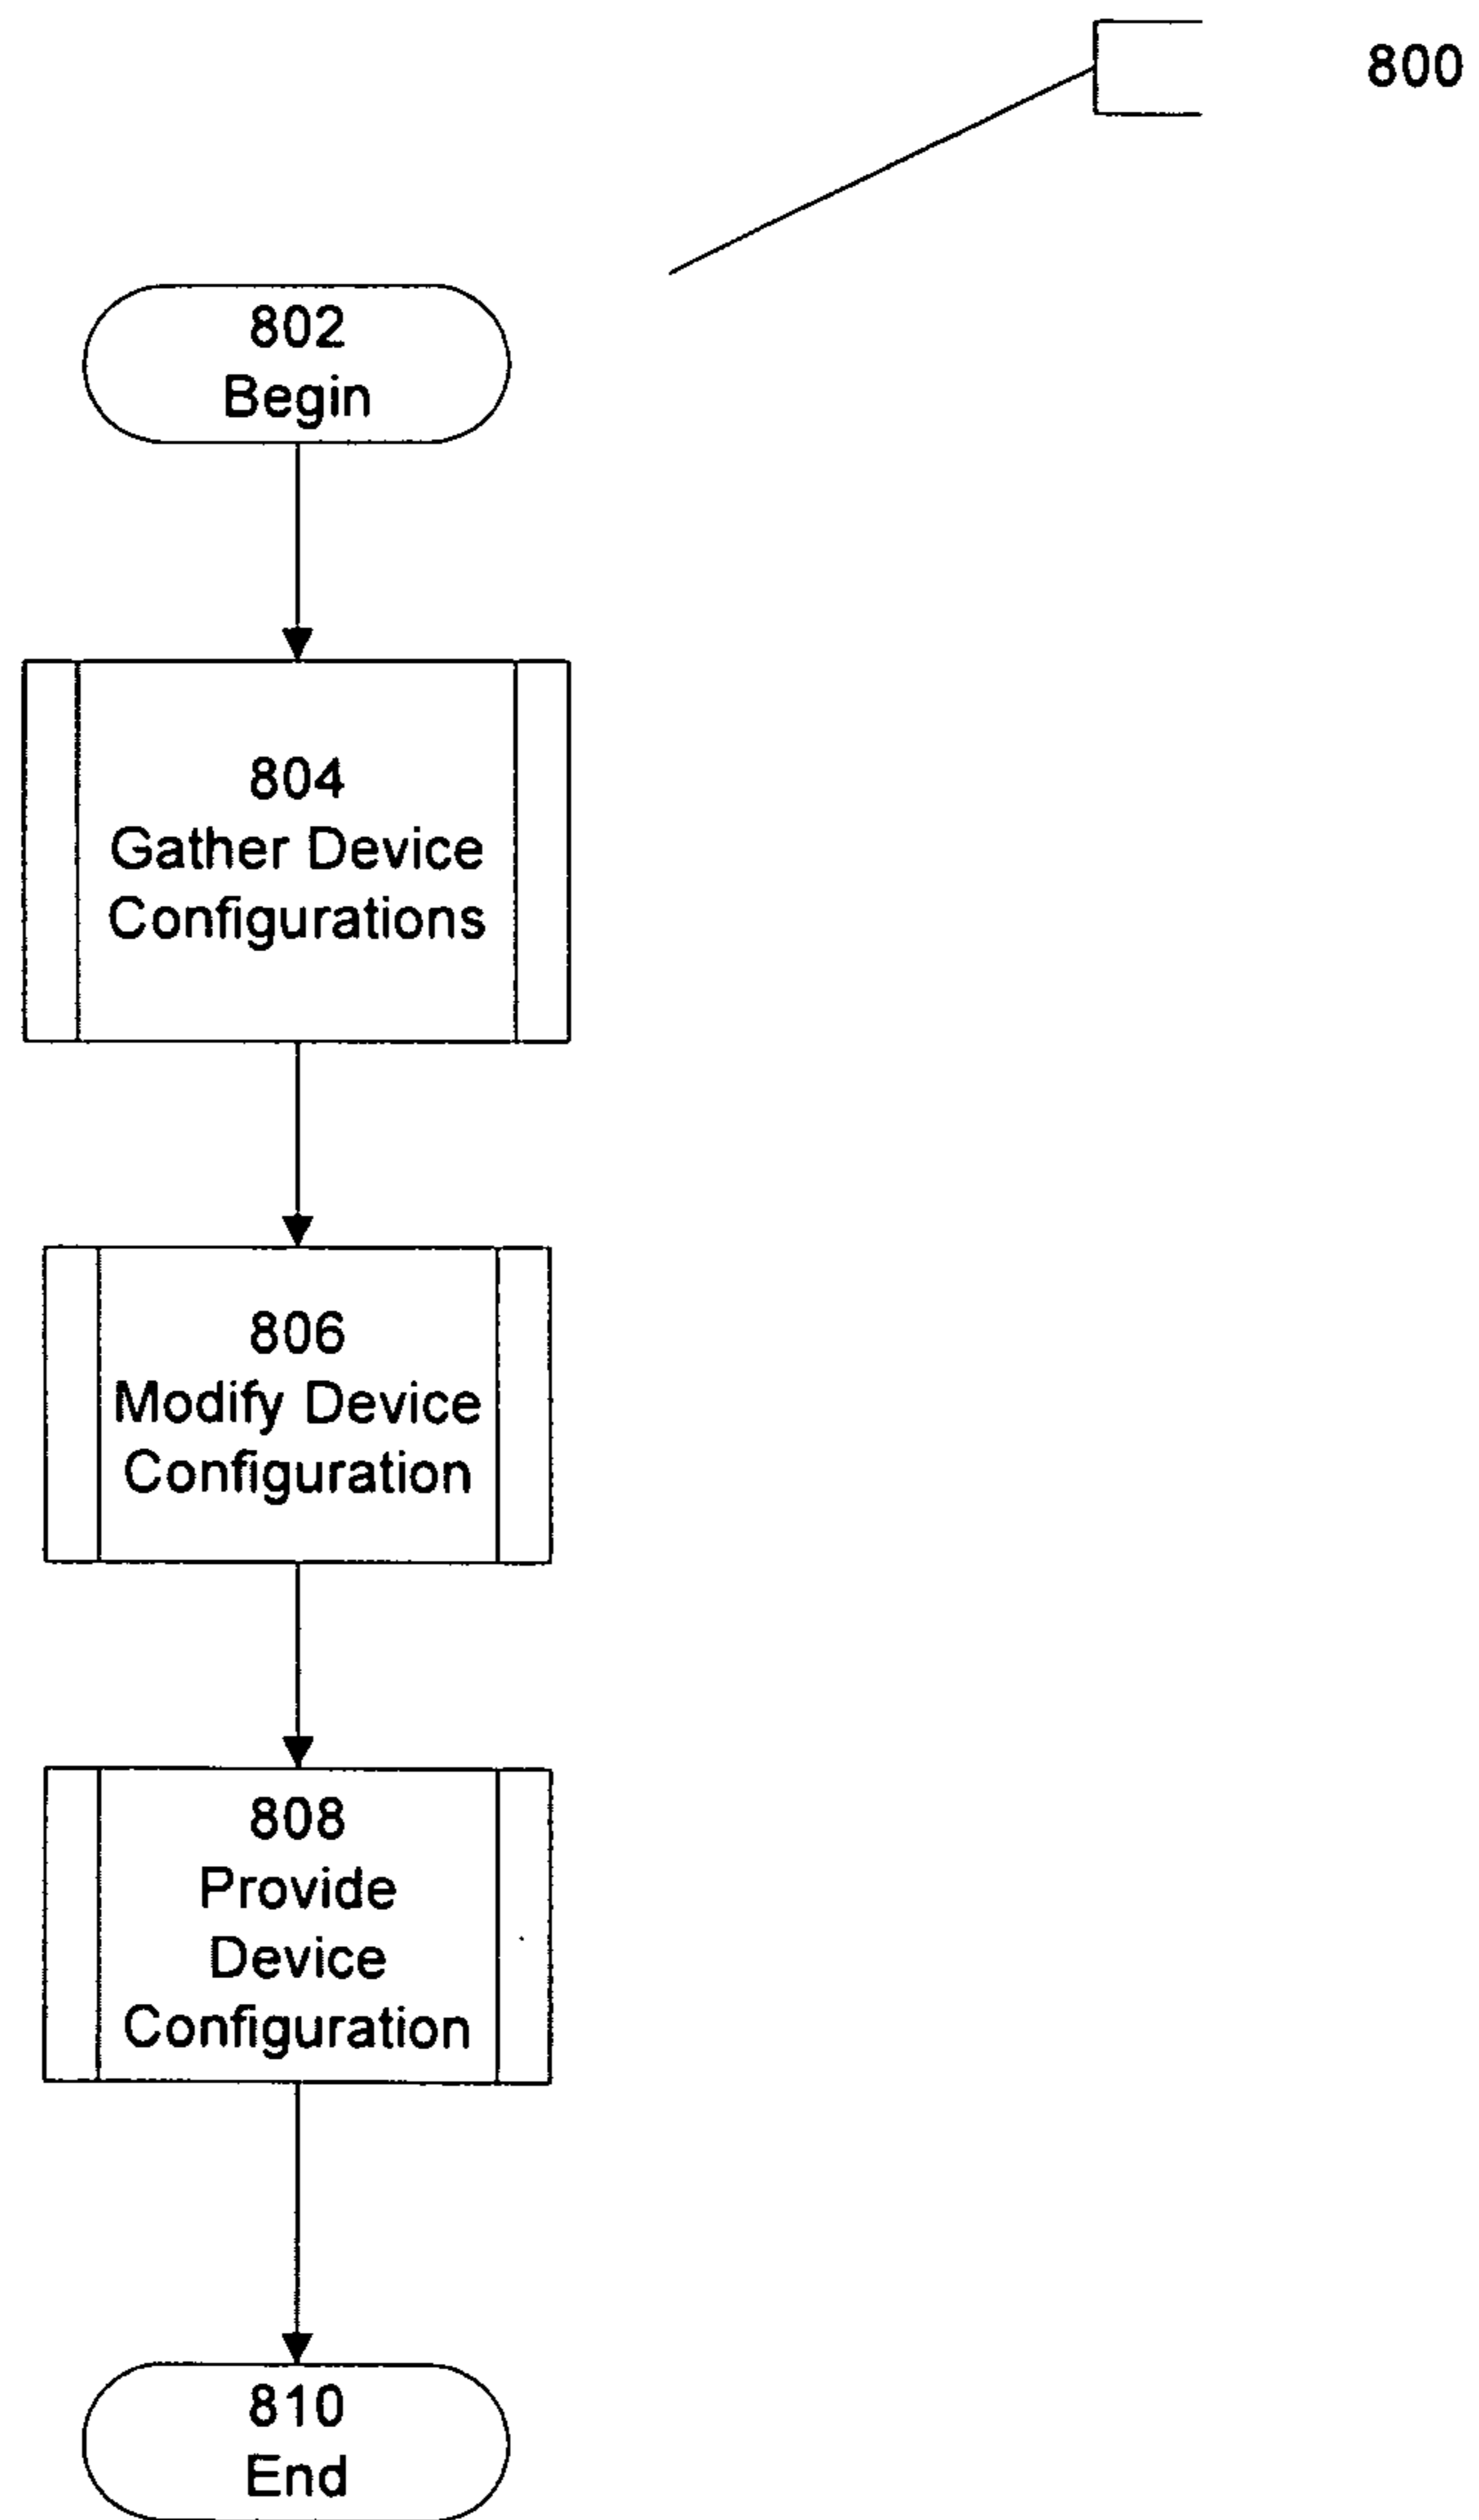 800
802
Begin
804
Gather Device
Configurations
806
Modify Device
Configuration
808
Provide
Device
Configuration
810
End